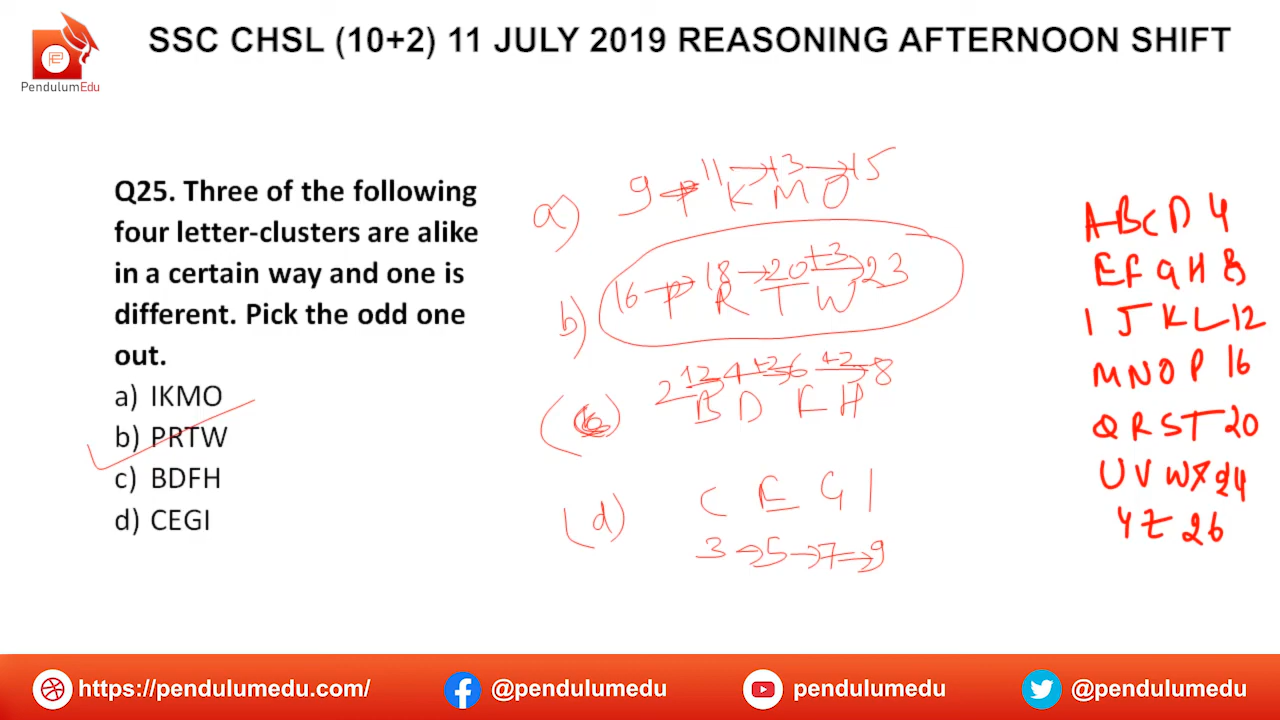 SSC CHSL (10+2) 11 JULY 2019 REASONING AFTERNOON SHIFT
PendulumEdu
Q25. Three of the following
four letter-clusters are alike
in a certain way and one is
different. Pick the odd one
out.
a) IKMO
b) PRTW
c) BDFH
d) CEGI
9 11 → 13 → 15
a) K M O
16 → 18 → 20 +3 → 23
b) P R T W
2 +2 4 +2 6 +2 8
B D F H
(d) C E G I
3 → 5 → 7 → 9
A B C D 4
E F G H 8
I J K L 12
M N O P 16
Q R S T 20
U V W X 24
Y Z 26
https://pendulumedu.com/
@pendulumedu
pendulumedu
@pendulumedu